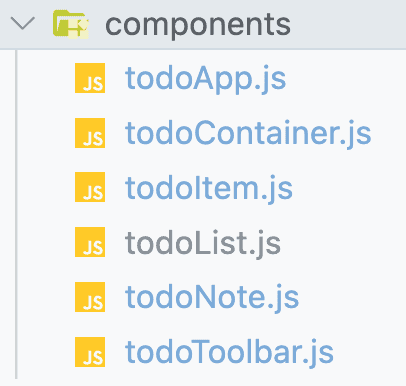 components
JS todoApp.js
JS todoContainer.js
JS todoItem.js
JS todoList.js
JS todoNote.js
JS todoToolbar.js